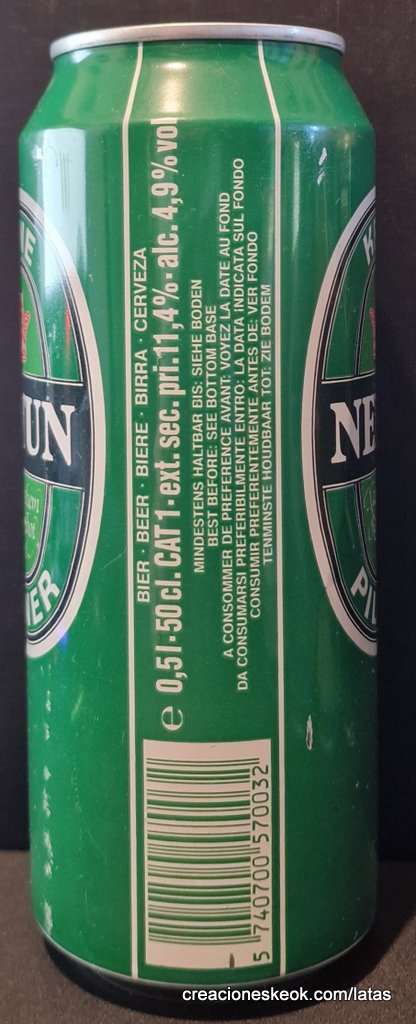 BIER · BEER · BIERE · BIRRA · CERVEZA
e 0,5 l · 50 cl. CAT 1 · ext. sec. pri. 11,4% · alc. 4,9% vol
MINDESTENS HALTBAR BIS: SIEHE BODEN
BEST BEFORE: SEE BOTTOM BASE
A CONSOMMER DE PREFERENCE AVANT: VOYEZ LA DATE AU FOND
DA CONSUMARSI PREFERIBILMENTE ENTRO: LA DATA INDICATA SUL FONDO
CONSUMIR PREFERENTEMENTE ANTES DE: VER FONDO
TENMINSTE HOUDBAAR TOT: ZIE BODEM
5 740700 570032
UN
NE
creacioneskeok.com/latas